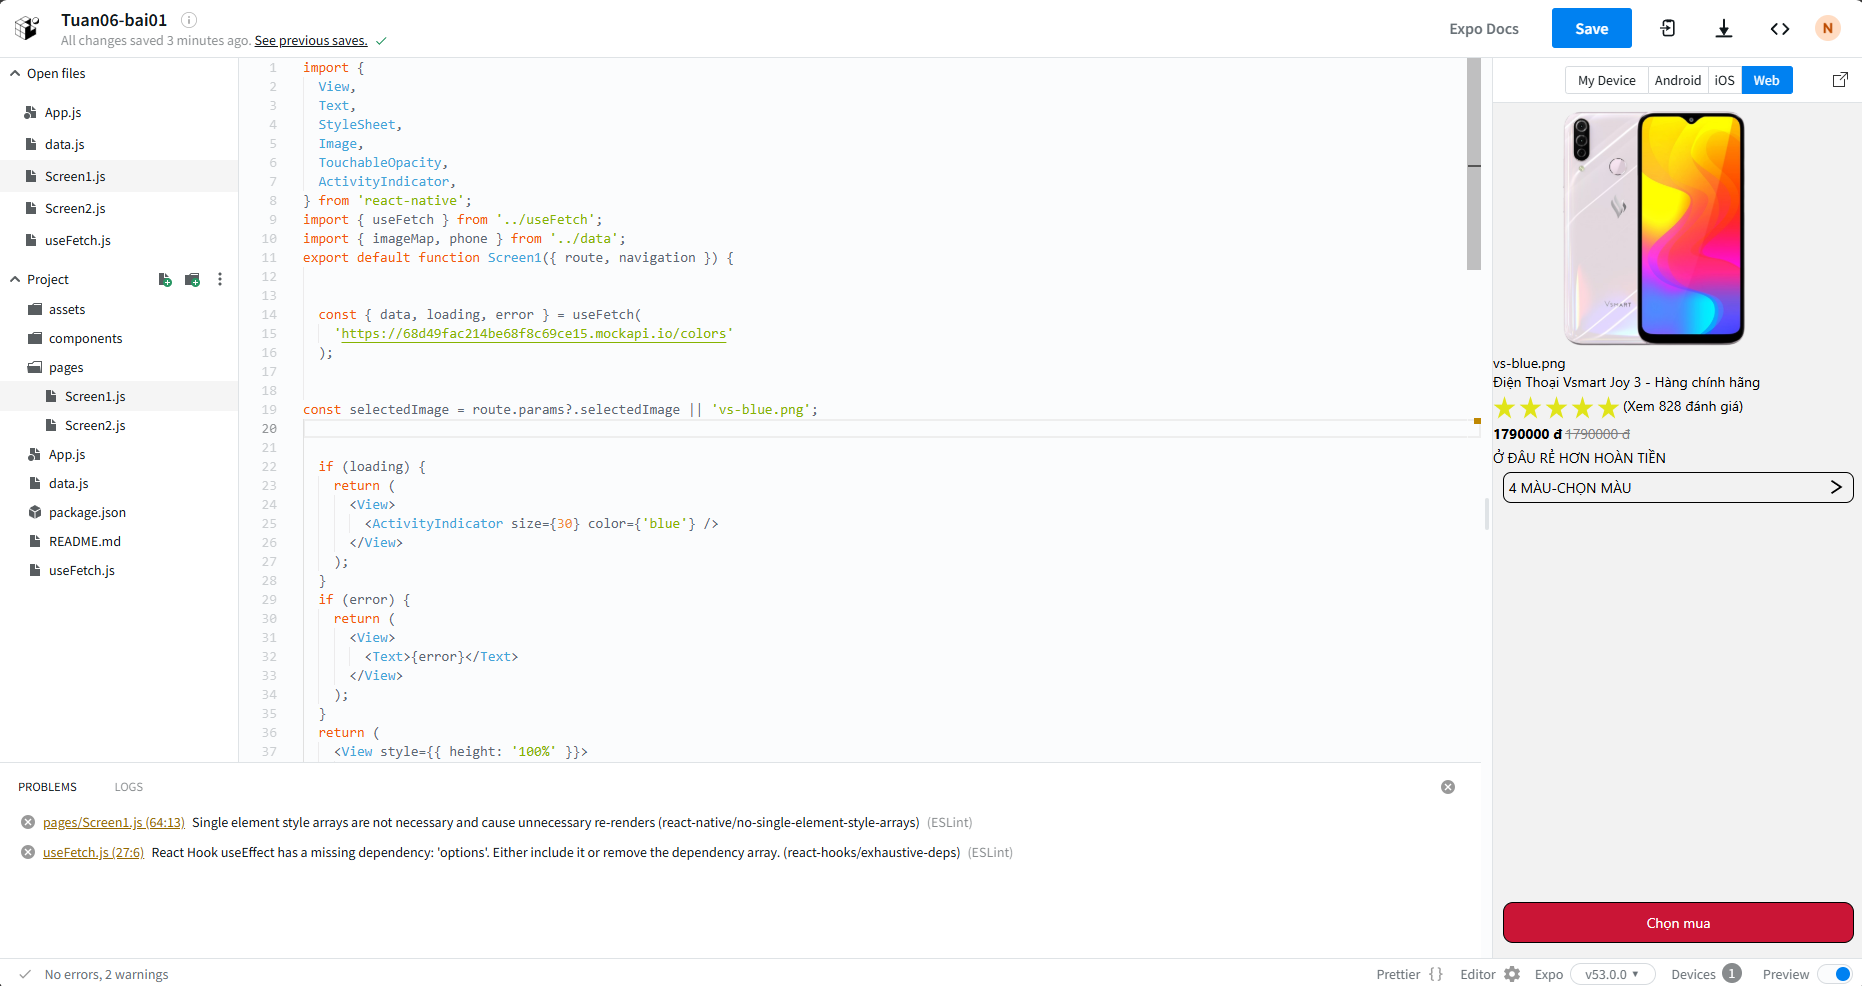 Tuan06-bai01
All changes saved 3 minutes ago. See previous saves.
Expo Docs
Save
N
Open files
App.js
data.js
Screen1.js
Screen2.js
useFetch.js
Project
assets
components
pages
Screen1.js
Screen2.js
App.js
data.js
package.json
README.md
useFetch.js
1 import {
2 View,
3 Text,
4 StyleSheet,
5 Image,
6 TouchableOpacity,
7 ActivityIndicator,
8 } from 'react-native';
9 import { useFetch } from '../useFetch';
10 import { imageMap, phone } from '../data';
11 export default function Screen1({ route, navigation }) {
12
13
14 const { data, loading, error } = useFetch(
15 'https://68d49fac214be68f8c69ce15.mockapi.io/colors'
16 );
17
18
19 const selectedImage = route.params?.selectedImage || 'vs-blue.png';
20
21
22 if (loading) {
23 return (
24 <View>
25 <ActivityIndicator size={30} color={'blue'} />
26 </View>
27 );
28 }
29 if (error) {
30 return (
31 <View>
32 <Text>{error}</Text>
33 </View>
34 );
35 }
36 return (
37 <View style={{ height: '100%' }}>
My Device
Android
iOS
Web
VSMART
vs-blue.png
Điện Thoại Vsmart Joy 3 - Hàng chính hãng
(Xem 828 đánh giá)
1790000 đ 1790000 đ
Ở ĐÂU RẺ HƠN HOÀN TIỀN
4 MÀU-CHỌN MÀU
Chọn mua
PROBLEMS
LOGS
pages/Screen1.js (64:13) Single element style arrays are not necessary and cause unnecessary re-renders (react-native/no-single-element-style-arrays) (ESLint)
useFetch.js (27:6) React Hook useEffect has a missing dependency: 'options'. Either include it or remove the dependency array. (react-hooks/exhaustive-deps) (ESLint)
No errors, 2 warnings
Prettier {}
Editor
Expo
v53.0.0
Devices 1
Preview